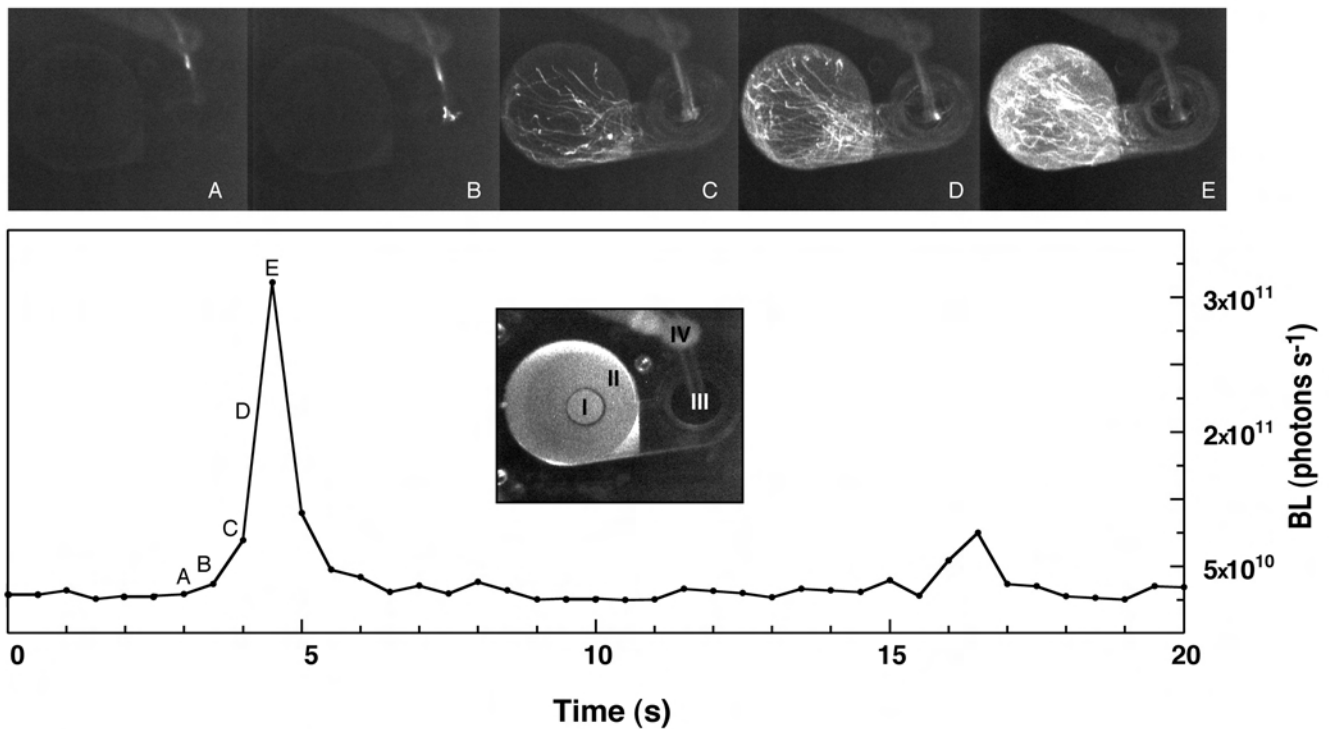 A B C D E
E
3x10¹¹
IV
II
I
III
D
2x10¹¹
BL (photons s⁻¹)
C
B
A
5x10¹⁰
0 5 10 15 20
Time (s)